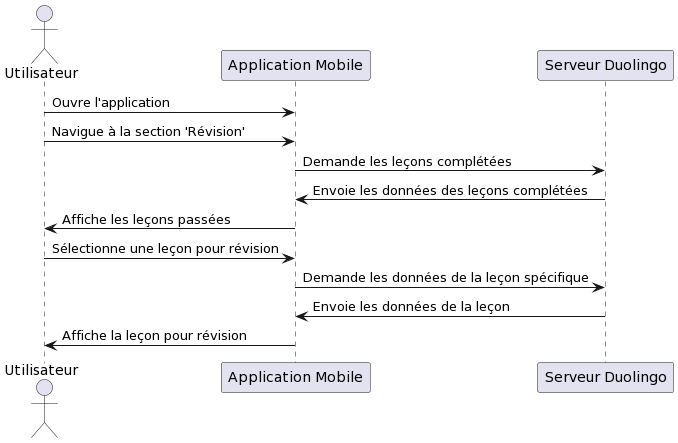 Utilisateur
Application Mobile
Serveur Duolingo
Ouvre l'application
Navigue à la section 'Révision'
Demande les leçons complétées
Envoie les données des leçons complétées
Affiche les leçons passées
Sélectionne une leçon pour révision
Demande les données de la leçon spécifique
Envoie les données de la leçon
Affiche la leçon pour révision
Utilisateur
Application Mobile
Serveur Duolingo